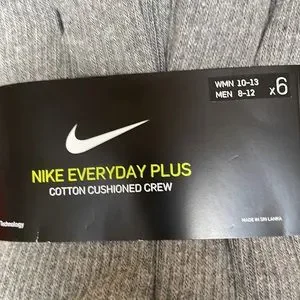 WMN 10-13
MEN 8-12
x6
NIKE EVERYDAY PLUS
COTTON CUSHIONED CREW
Technology
MADE IN SRI LANKA